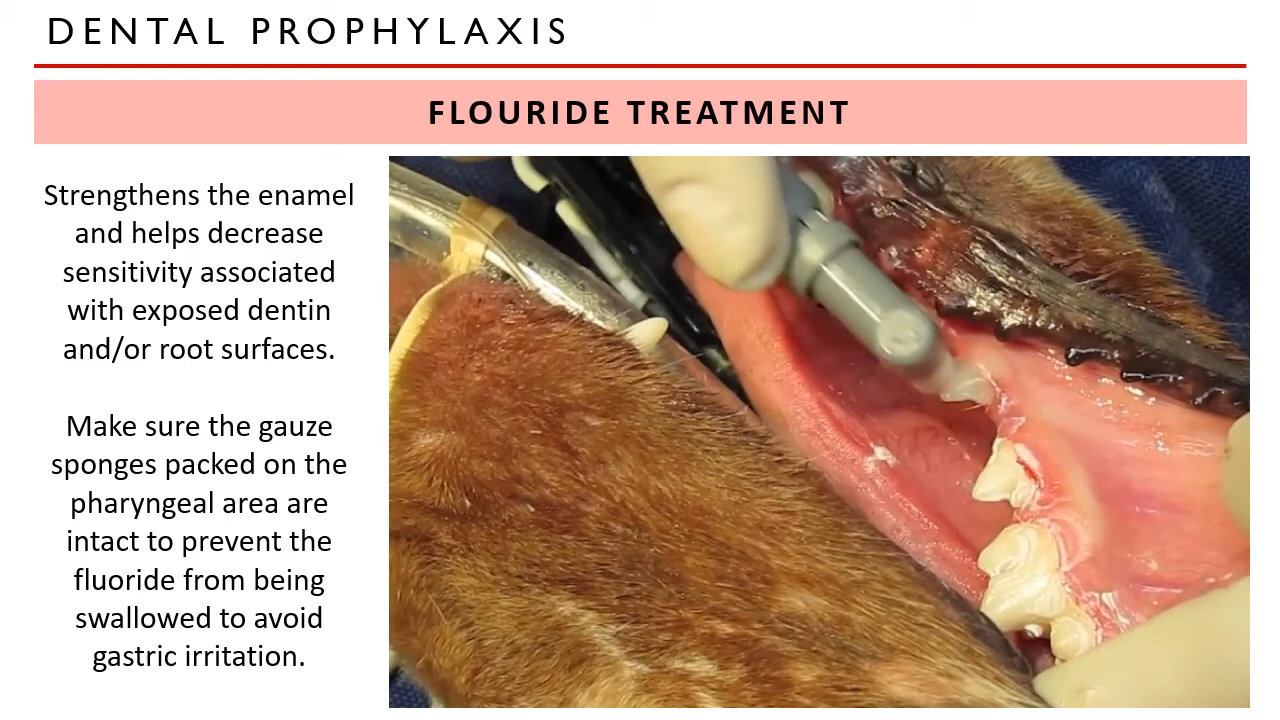 DENTAL PROPHYLAXIS
FLOURIDE TREATMENT
Strengthens the enamel
and helps decrease
sensitivity associated
with exposed dentin
and/or root surfaces.
Make sure the gauze
sponges packed on the
pharyngeal area are
intact to prevent the
fluoride from being
swallowed to avoid
gastric irritation.